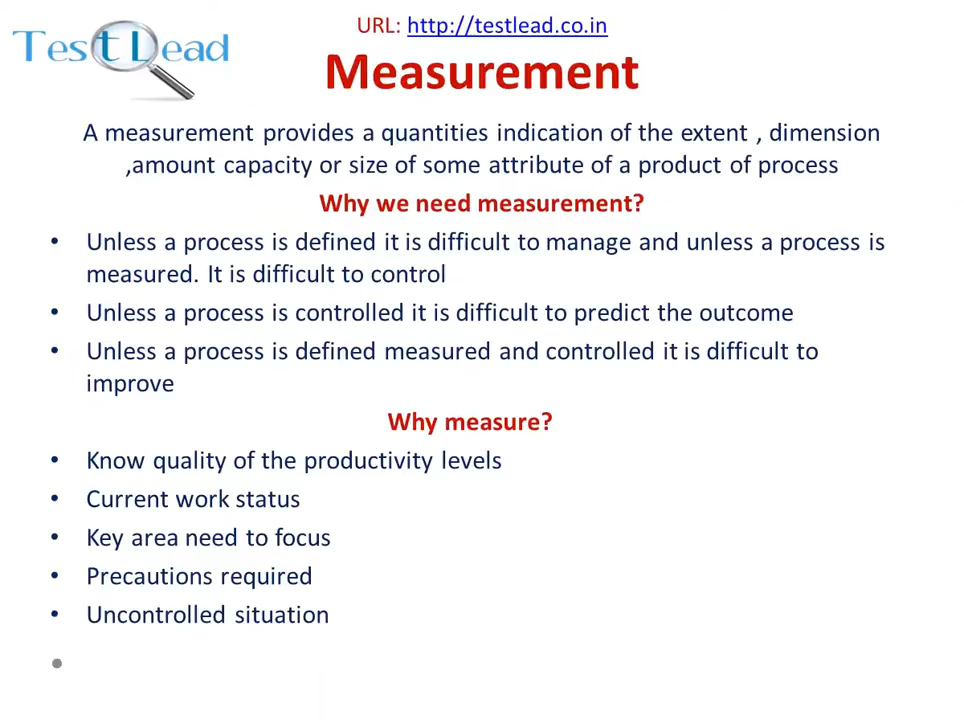 Test Lead
URL: http://testlead.co.in
Measurement
A measurement provides a quantities indication of the extent , dimension
,amount capacity or size of some attribute of a product of process
Why we need measurement?
• Unless a process is defined it is difficult to manage and unless a process is
measured. It is difficult to control
• Unless a process is controlled it is difficult to predict the outcome
• Unless a process is defined measured and controlled it is difficult to
improve
Why measure?
• Know quality of the productivity levels
• Current work status
• Key area need to focus
• Precautions required
• Uncontrolled situation
•